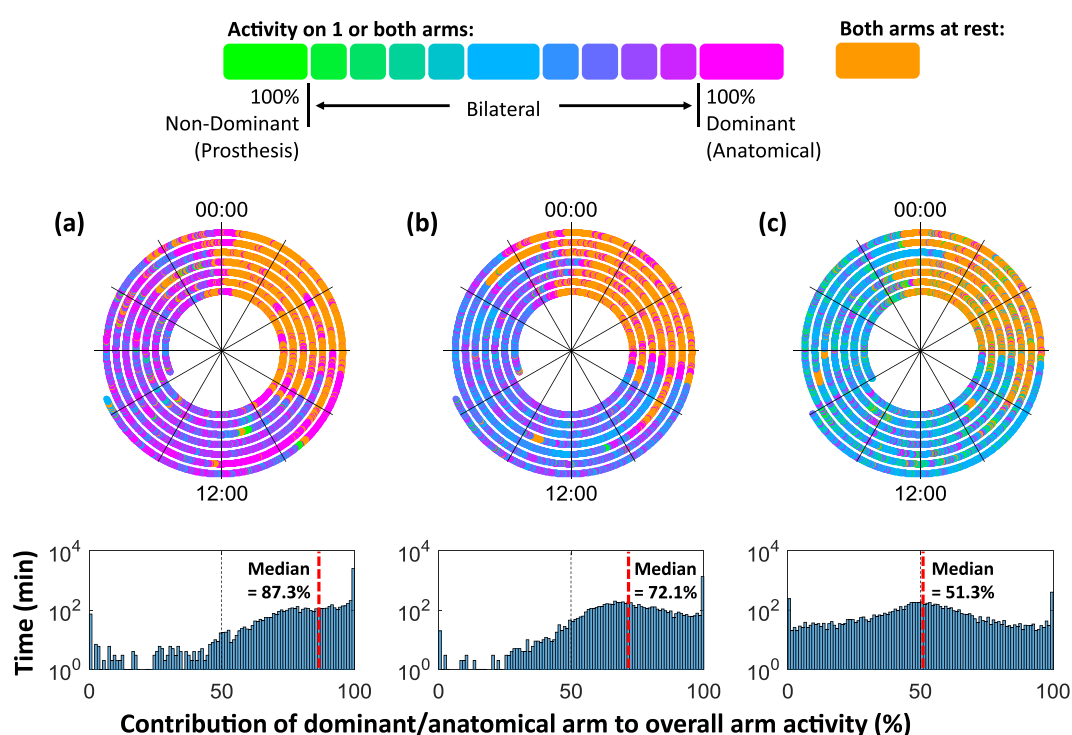 Activity on 1 or both arms:
Both arms at rest:
100%
Non-Dominant
(Prosthesis)
Bilateral
100%
Dominant
(Anatomical)
(a)
00:00
12:00
(b)
00:00
12:00
(c)
00:00
12:00
Time (min)
10^4
10^2
10^0
Median
= 87.3%
0
50
100
10^4
10^2
10^0
Median
= 72.1%
0
50
100
10^4
10^2
10^0
Median
= 51.3%
0
50
100
Contribution of dominant/anatomical arm to overall arm activity (%)